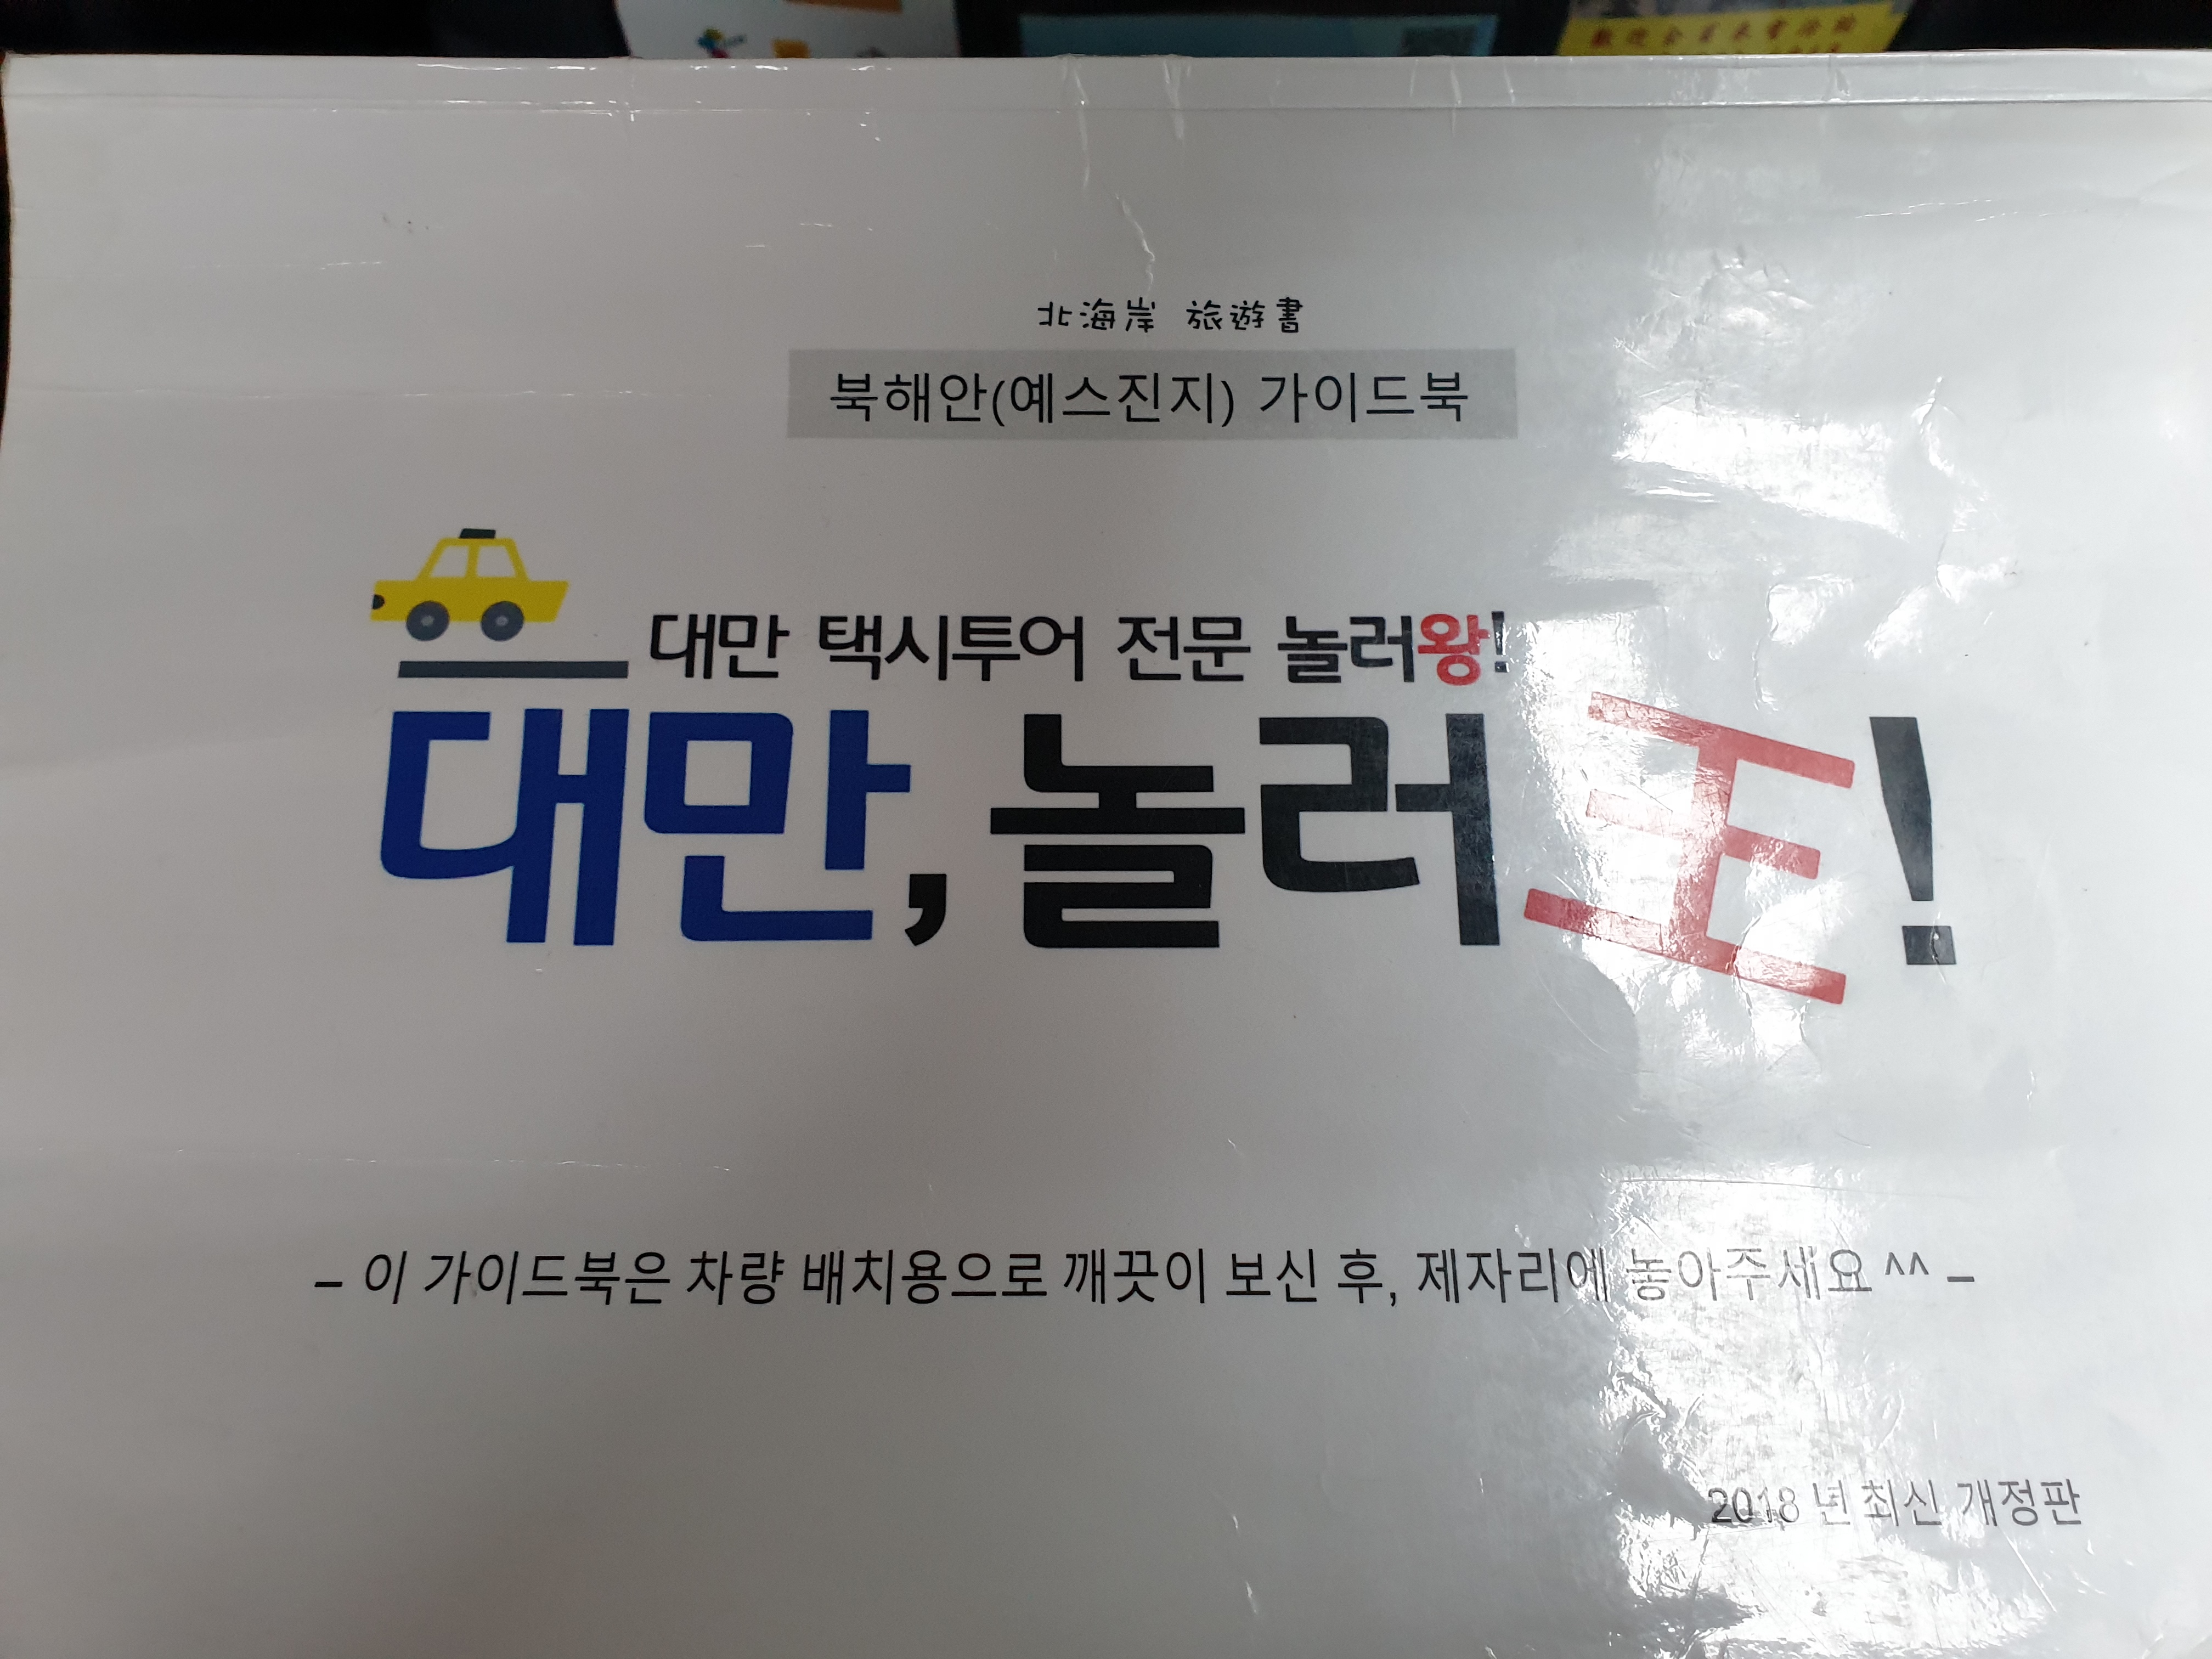 北海岸 旅遊書
북해안(예스진지) 가이드북
대만 택시투어 전문 놀러왕!
대만, 놀러王!
– 이 가이드북은 차량 배치용으로 깨끗이 보신 후, 제자리에 놓아주세요^^ –
2018 년 최신 개정판